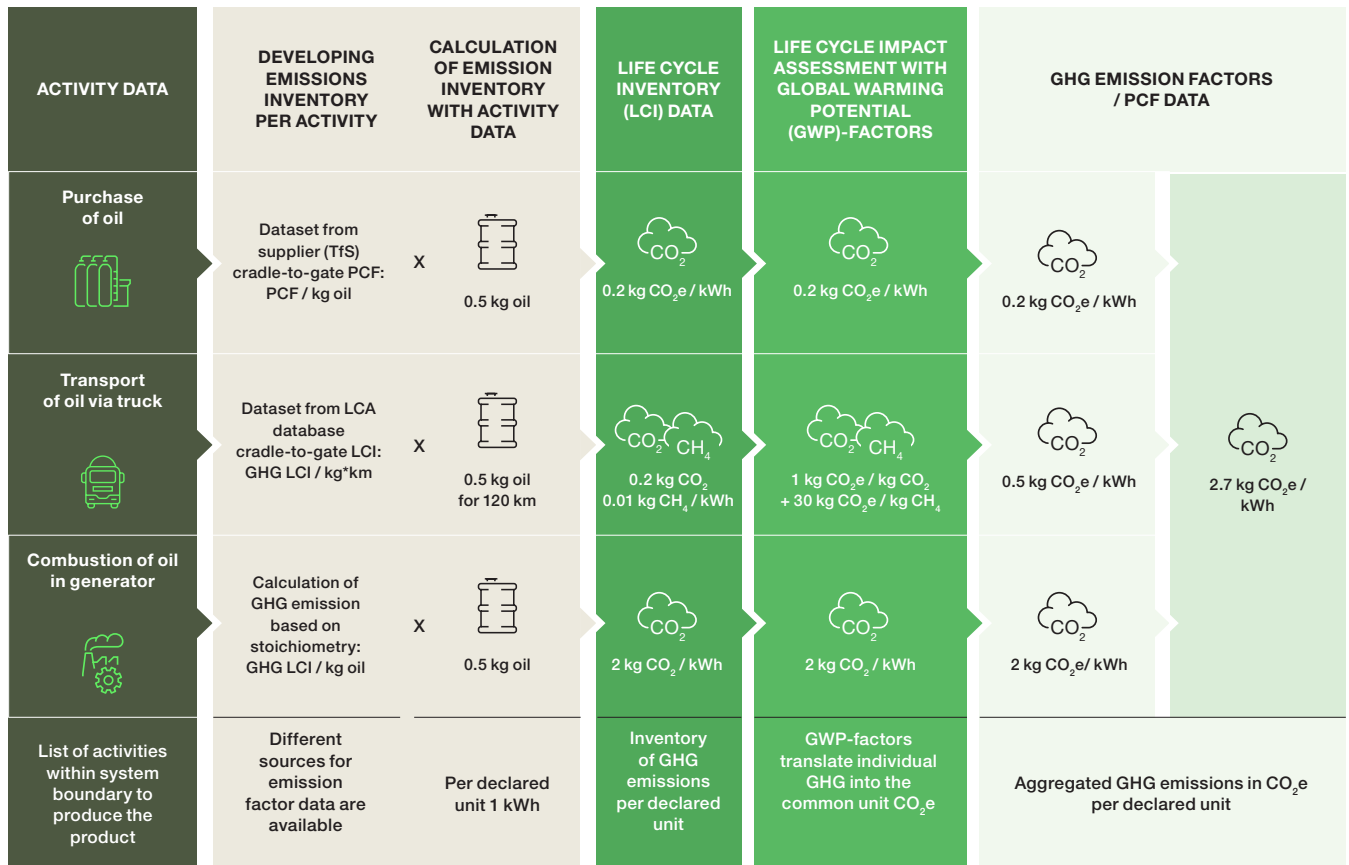 ACTIVITY DATA
DEVELOPING
EMISSIONS
INVENTORY
PER ACTIVITY
CALCULATION
OF EMISSION
INVENTORY
WITH ACTIVITY
DATA
LIFE CYCLE
INVENTORY
(LCI) DATA
LIFE CYCLE IMPACT
ASSESSMENT WITH
GLOBAL WARMING
POTENTIAL
(GWP)-FACTORS
GHG EMISSION FACTORS
/ PCF DATA
Purchase
of oil
Dataset from
supplier (TfS)
cradle-to-gate PCF:
PCF / kg oil
X
0.5 kg oil
CO₂
0.2 kg CO₂e / kWh
CO₂
0.2 kg CO₂e / kWh
CO₂
0.2 kg CO₂e / kWh
Transport
of oil via truck
Dataset from LCA
database
cradle-to-gate LCI:
GHG LCI / kg*km
X
0.5 kg oil
for 120 km
CO₂ CH₄
0.2 kg CO₂
0.01 kg CH₄ / kWh
CO₂ CH₄
1 kg CO₂e / kg CO₂
+ 30 kg CO₂e / kg CH₄
CO₂
0.5 kg CO₂e / kWh
CO₂
2.7 kg CO₂e /
kWh
Combustion of oil
in generator
Calculation of
GHG emission
based on
stoichiometry:
GHG LCI / kg oil
X
0.5 kg oil
CO₂
2 kg CO₂ / kWh
CO₂
2 kg CO₂ / kWh
CO₂
2 kg CO₂e/ kWh
List of activities
within system
boundary to
produce the
product
Different
sources for
emission
factor data are
available
Per declared
unit 1 kWh
Inventory
of GHG
emissions
per declared
unit
GWP-factors
translate individual
GHG into the
common unit CO₂e
Aggregated GHG emissions in CO₂e
per declared unit